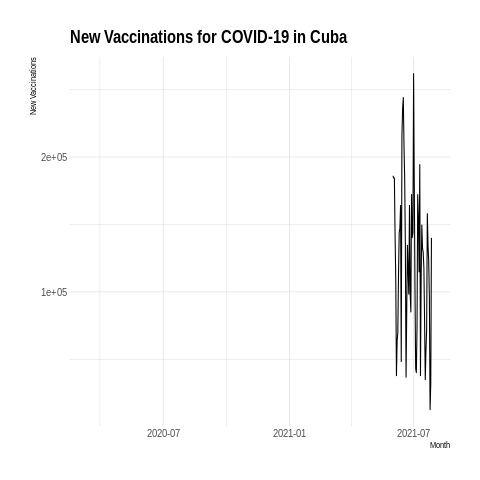 New Vaccinations for COVID-19 in Cuba
New Vaccinations
2e+05
1e+05
2020-07
2021-01
2021-07
Month